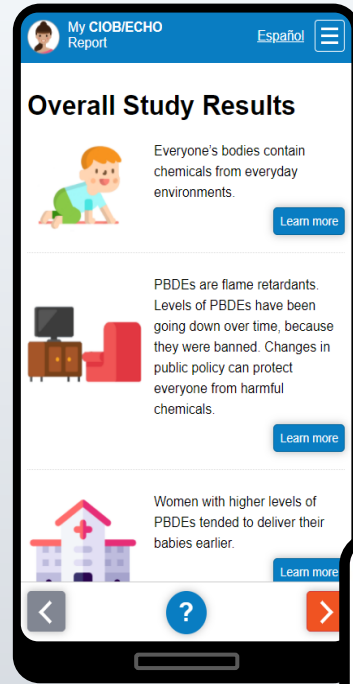 My CIOB/ECHO
Report
Español
Overall Study Results
Everyone's bodies contain
chemicals from everyday
environments.
Learn more
PBDEs are flame retardants.
Levels of PBDEs have been
going down over time, because
they were banned. Changes in
public policy can protect
everyone from harmful
chemicals.
Learn more
Women with higher levels of
PBDEs tended to deliver their
babies earlier.
Learn more
?